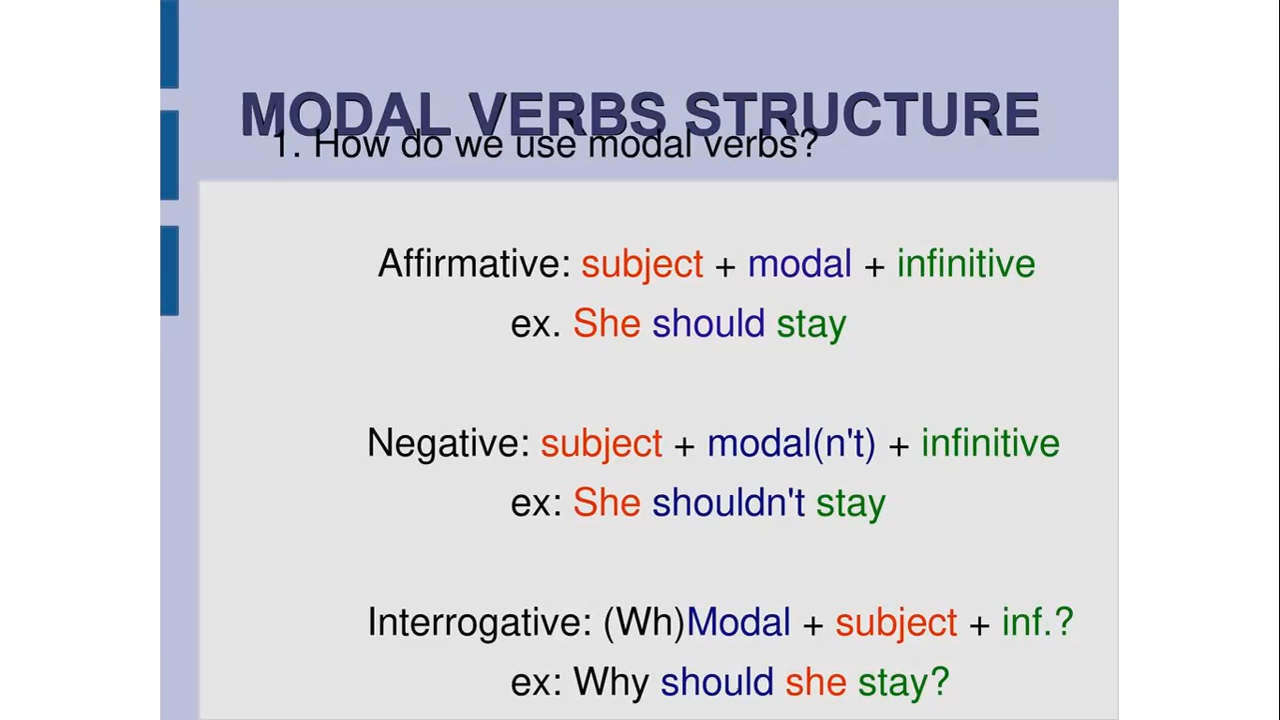 MODAL VERBS STRUCTURE
1. How do we use modal verbs?
Affirmative: subject + modal + infinitive
ex. She should stay
Negative: subject + modal(n't) + infinitive
ex: She shouldn't stay
Interrogative: (Wh)Modal + subject + inf.?
ex: Why should she stay?